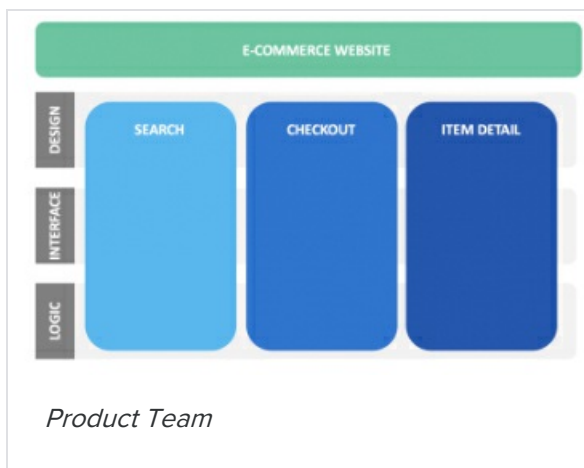 E-COMMERCE WEBSITE
DESIGN
SEARCH
CHECKOUT
ITEM DETAIL
INTERFACE
LOGIC
Product Team